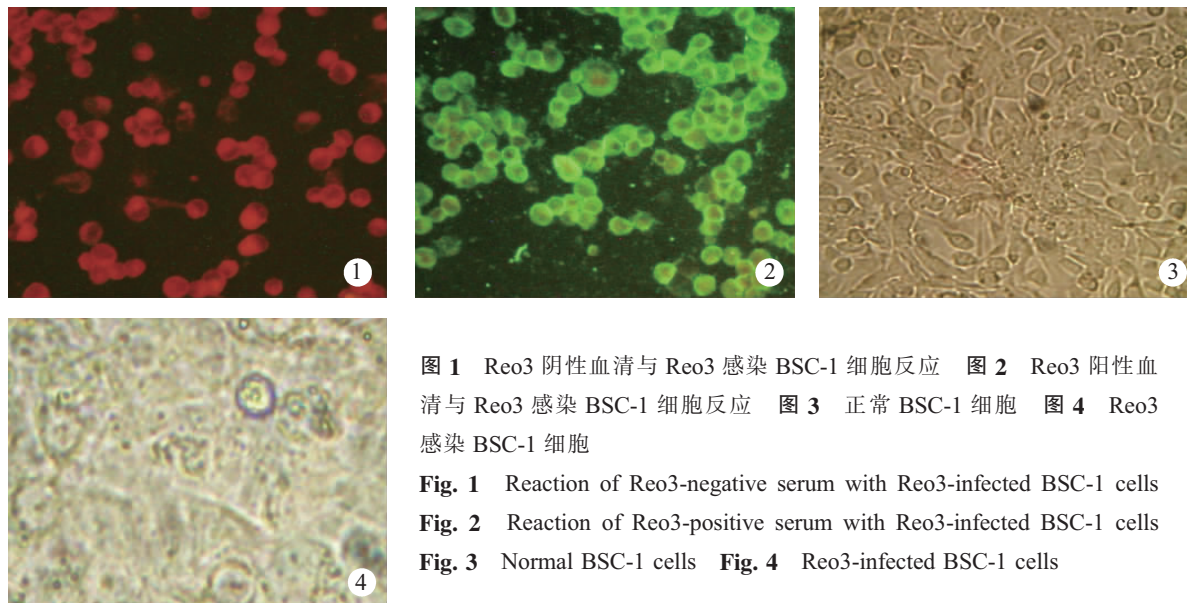 1
2
3
4
图 1 Reo3 阴性血清与 Reo3 感染 BSC-1 细胞反应 图 2 Reo3 阳性血
清与 Reo3 感染 BSC-1 细胞反应 图 3 正常 BSC-1 细胞 图 4 Reo3
感染 BSC-1 细胞
Fig. 1 Reaction of Reo3-negative serum with Reo3-infected BSC-1 cells
Fig. 2 Reaction of Reo3-positive serum with Reo3-infected BSC-1 cells
Fig. 3 Normal BSC-1 cells Fig. 4 Reo3-infected BSC-1 cells